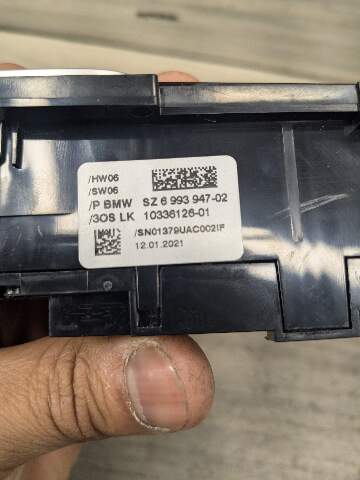 /HW06
/SW06
/P BMW SZ 6 993 947-02
/3OS LK 10336126-01
/SN01379UAC002IF
12.01.2021